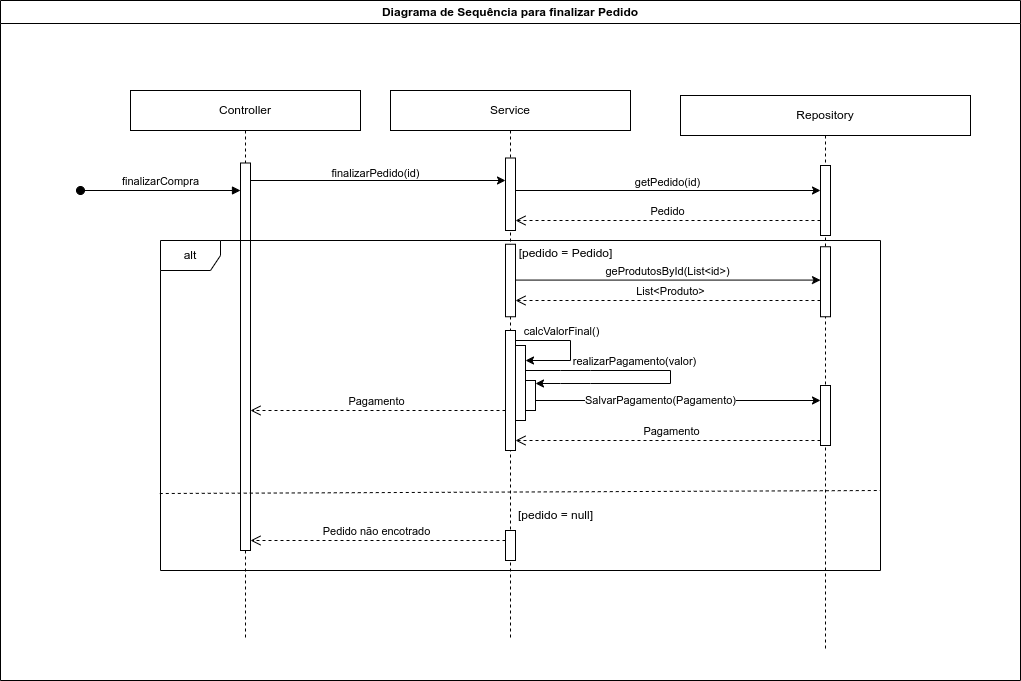 Diagrama de Sequência para finalizar Pedido
Controller
Service
Repository
finalizarCompra
finalizarPedido(id)
getPedido(id)
Pedido
alt
[pedido = Pedido]
geProdutosById(List<id>)
List<Produto>
calcValorFinal()
realizarPagamento(valor)
SalvarPagamento(Pagamento)
Pagamento
Pagamento
[pedido = null]
Pedido não encotrado